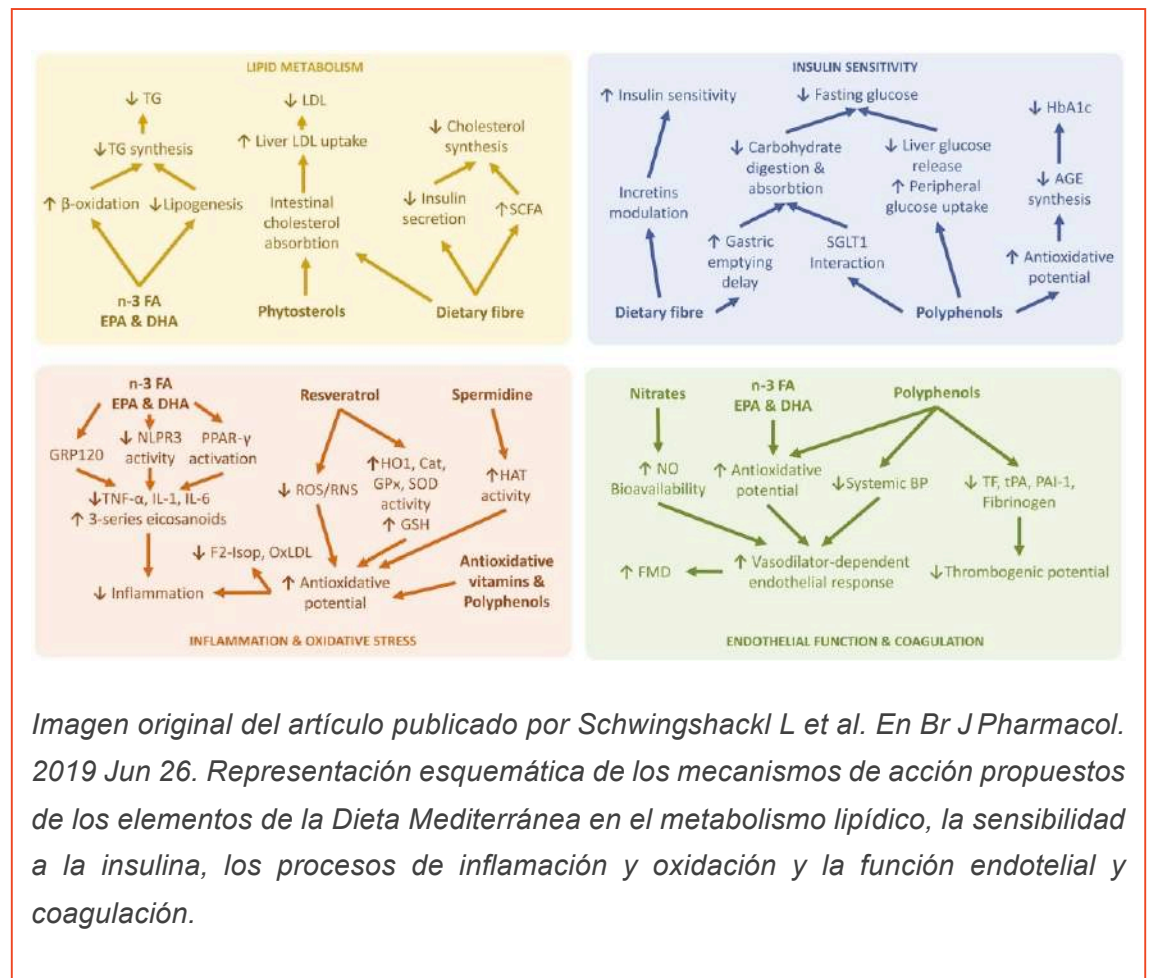 LIPID METABOLISM
↓ TG
↓TG synthesis
↑ β-oxidation
↓Lipogenesis
n-3 FA
EPA & DHA
↓ LDL
↑ Liver LDL uptake
Intestinal
cholesterol
absorbtion
Phytosterols
↓ Cholesterol
synthesis
↓ Insulin
secretion
↑SCFA
Dietary fibre
INSULIN SENSITIVITY
↑ Insulin sensitivity
Incretins
modulation
Dietary fibre
↓ Fasting glucose
↓ Carbohydrate
digestion &
absorbtion
↑ Gastric
emptying
delay
SGLT1
Interaction
↓ Liver glucose
release
↑ Peripheral
glucose uptake
Polyphenols
↓ HbA1c
↓ AGE
synthesis
↑ Antioxidative
potential
n-3 FA
EPA & DHA
GRP120
↓ NLPR3
activity
PPAR-γ
activation
↓TNF-α, IL-1, IL-6
↑ 3-series eicosanoids
↓ Inflammation
Resveratrol
↓ ROS/RNS
↑HO1, Cat,
GPx, SOD
activity
↑ GSH
Spermidine
↑HAT
activity
↓ F2-Isop, OxLDL
↑ Antioxidative
potential
Antioxidative
vitamins &
Polyphenols
INFLAMMATION & OXIDATIVE STRESS
Nitrates
↑ NO
Bioavailability
n-3 FA
EPA & DHA
↑ Antioxidative
potential
Polyphenols
↓Systemic BP
↓ TF, tPA, PAI-1,
Fibrinogen
↑ FMD
↑ Vasodilator-dependent
endothelial response
↓Thrombogenic potential
ENDOTHELIAL FUNCTION & COAGULATION
Imagen original del artículo publicado por Schwingshackl L et al. En Br J Pharmacol.
2019 Jun 26. Representación esquemática de los mecanismos de acción propuestos
de los elementos de la Dieta Mediterránea en el metabolismo lipídico, la sensibilidad
a la insulina, los procesos de inflamación y oxidación y la función endotelial y
coagulación.